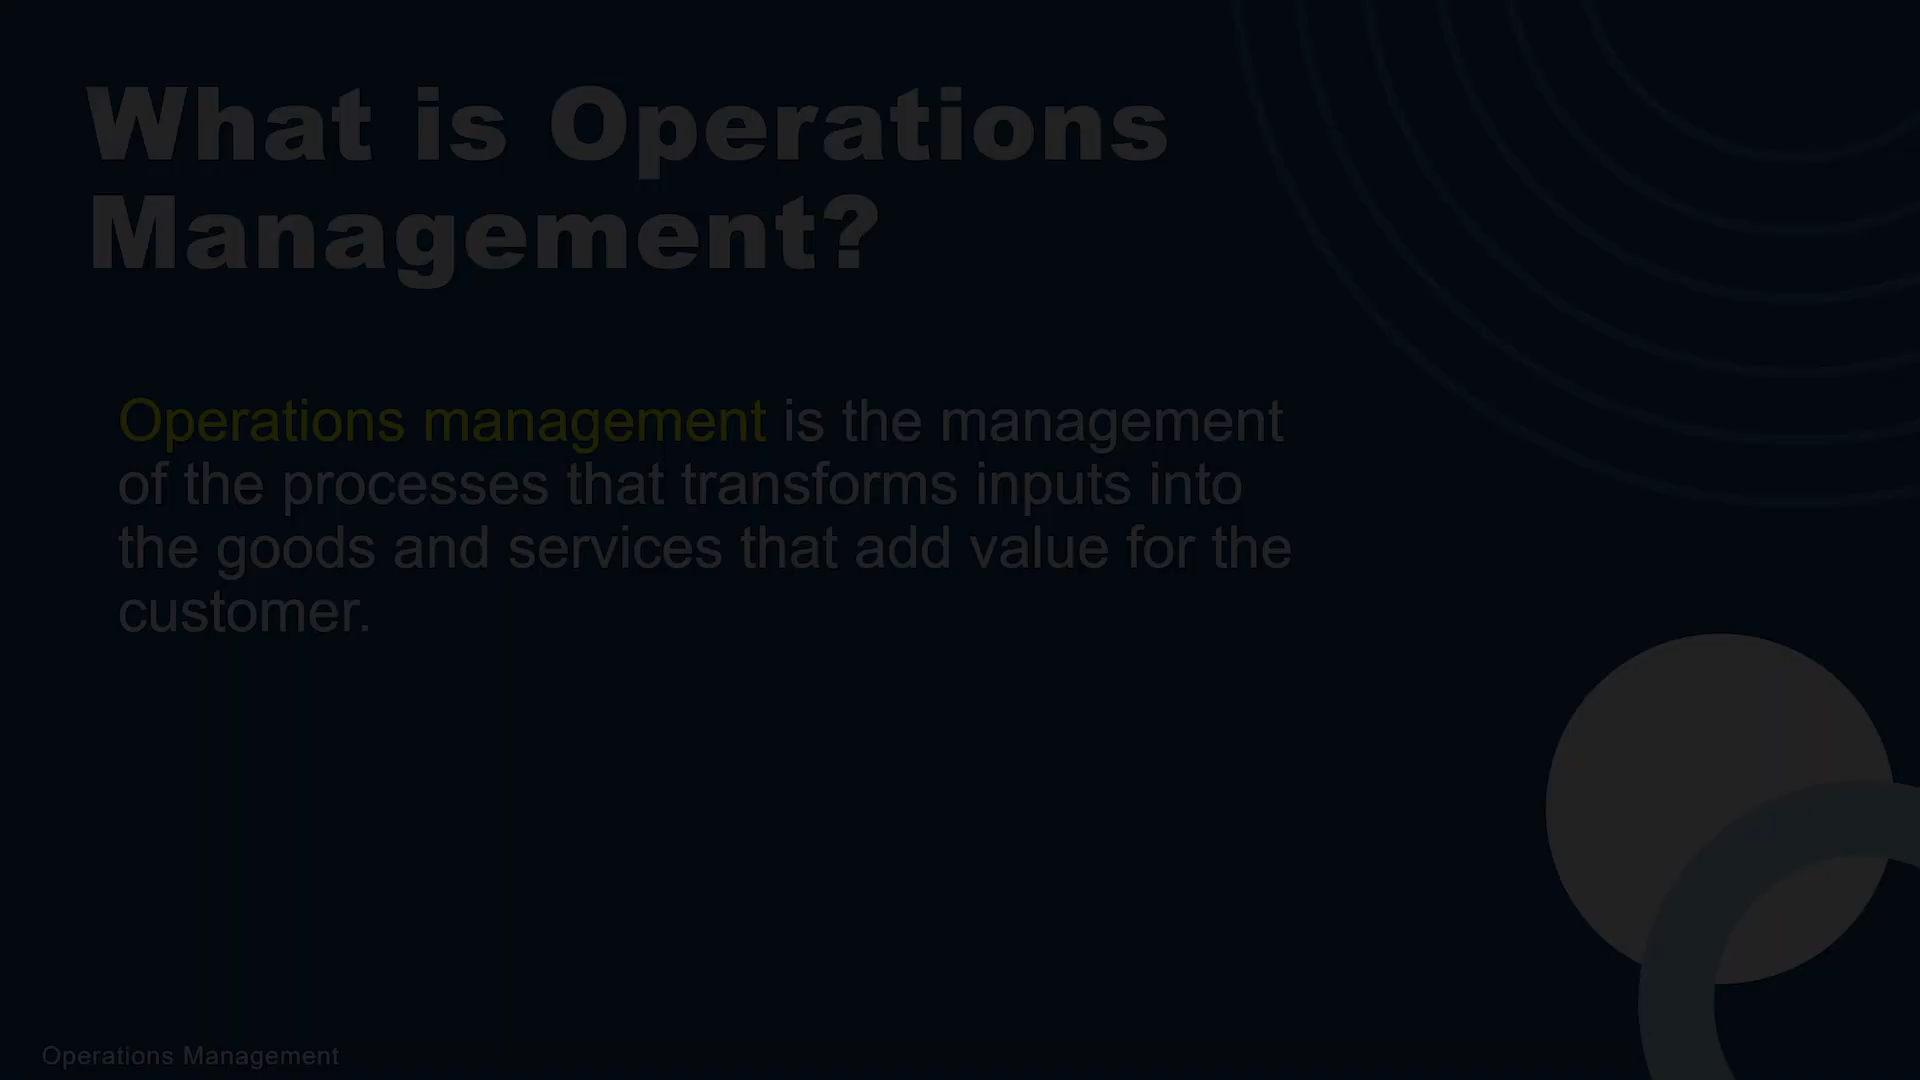 What is Operations
Management?
Operations management is the management
of the processes that transforms inputs into
the goods and services that add value for the
customer.
Operations Management